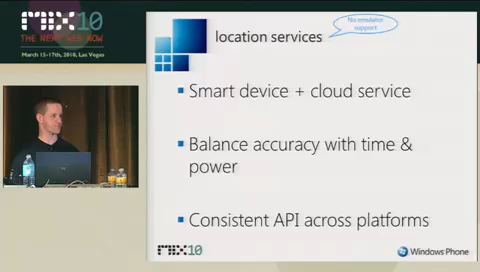 MIX10
THE NEXT WEB NOW
March 15-17th, 2010, Las Vegas
location services
No emulator
support
Smart device + cloud service
Balance accuracy with time &
power
Consistent API across platforms
MIX10
Windows Phone